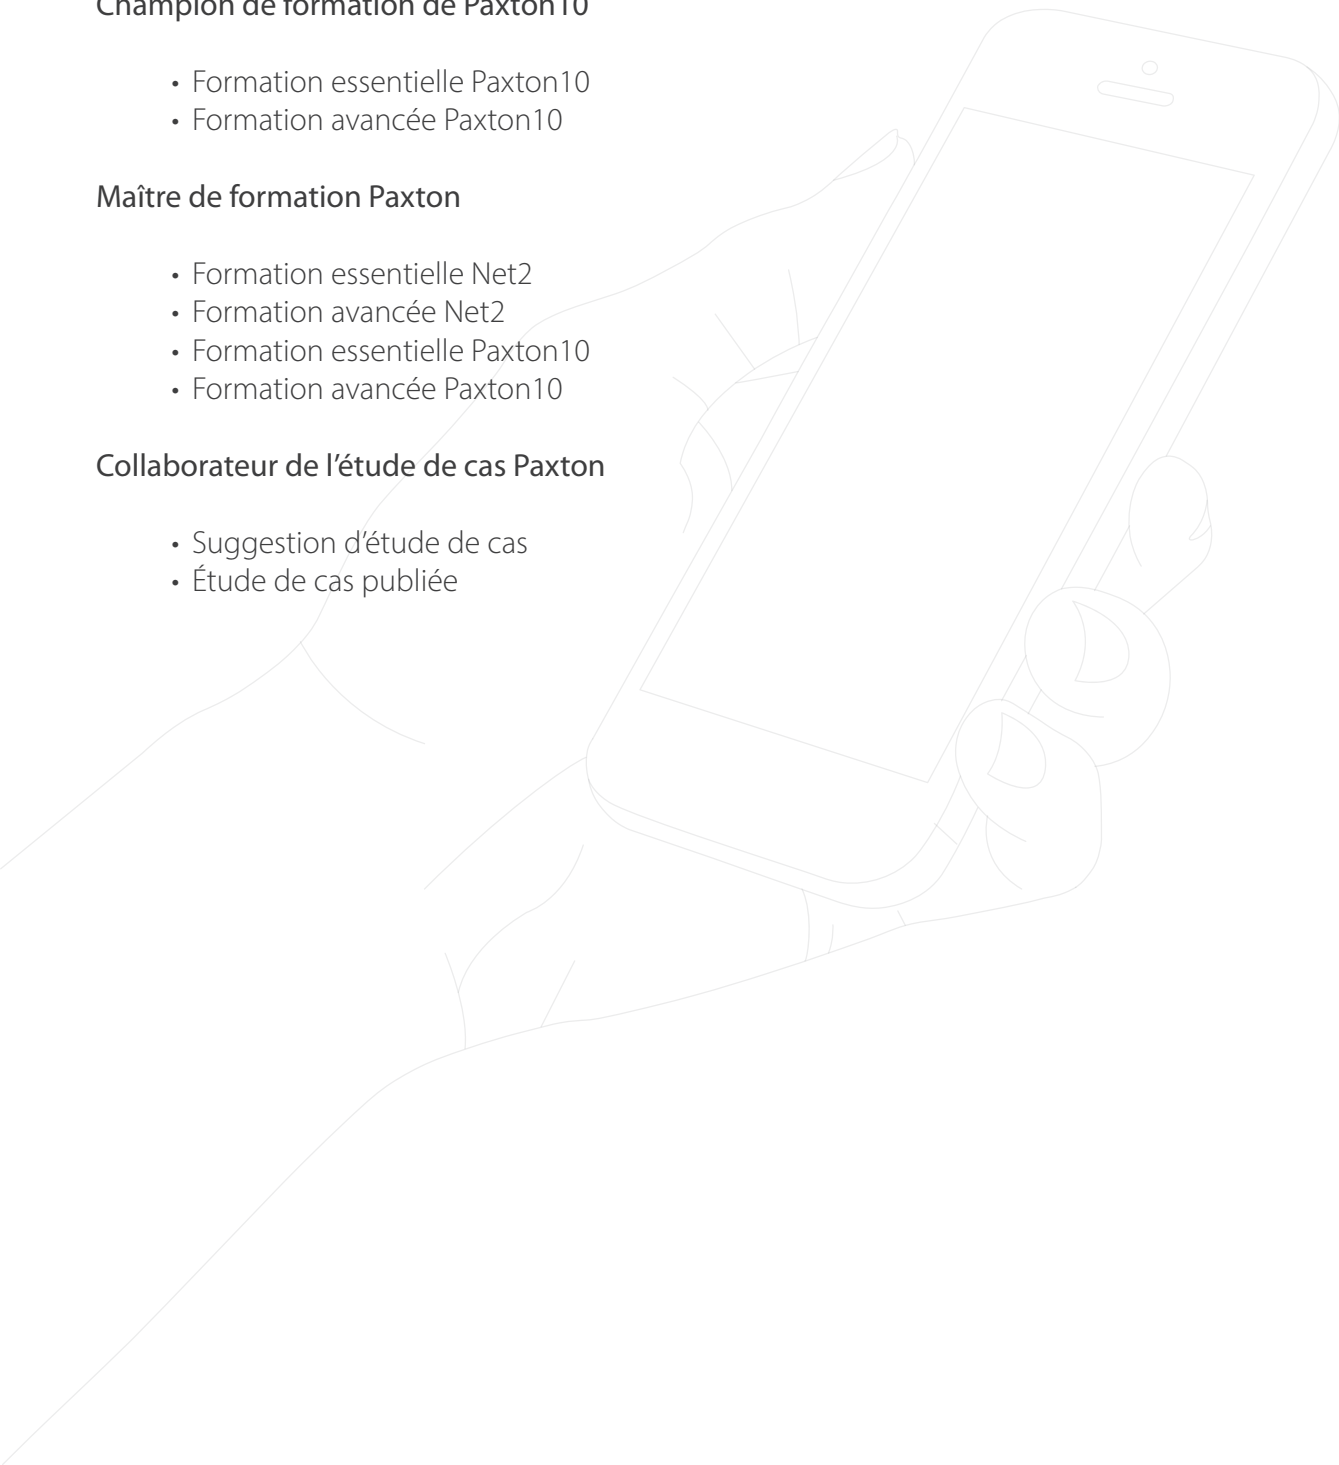 Champion de formation de Paxton10
• Formation essentielle Paxton10
• Formation avancée Paxton10
Maître de formation Paxton
• Formation essentielle Net2
• Formation avancée Net2
• Formation essentielle Paxton10
• Formation avancée Paxton10
Collaborateur de l’étude de cas Paxton
• Suggestion d’étude de cas
• Étude de cas publiée